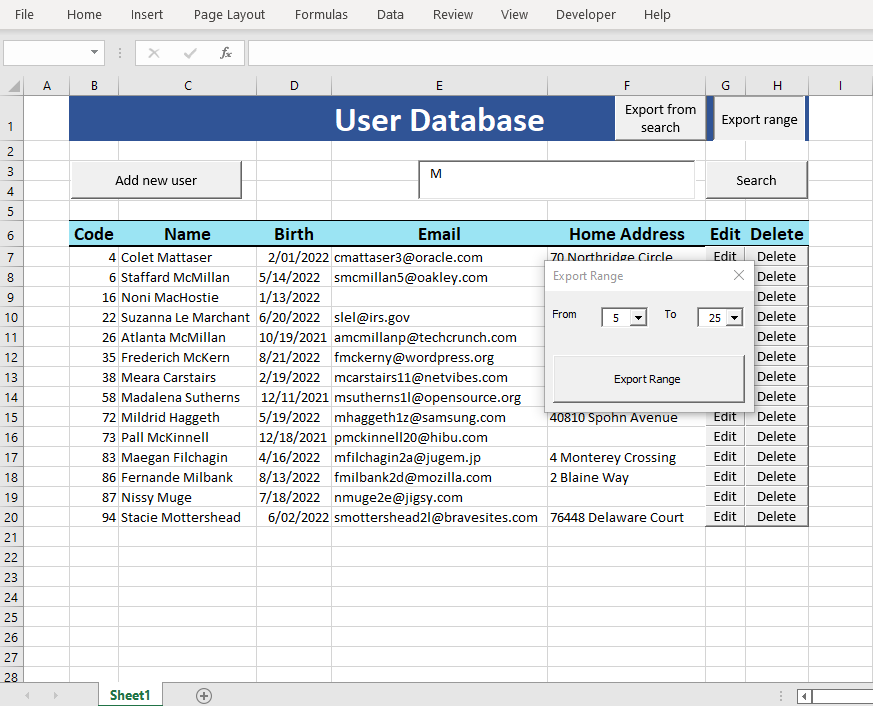 File Home Insert Page Layout Formulas Data Review View Developer Help
fx
A B C D E F G H I
1 User Database Export from search Export range
2
3 Add new user M Search
4
5
6 Code Name Birth Email Home Address Edit Delete
7 4 Colet Mattaser 2/01/2022 cmattaser3@oracle.com 70 Northridge Circle Edit Delete
8 6 Staffard McMillan 5/14/2022 smcmillan5@oakley.com Delete
9 16 Noni MacHostie 1/13/2022 Delete
10 22 Suzanna Le Marchant 6/20/2022 slel@irs.gov Delete
11 26 Atlanta McMillan 10/19/2021 amcmillanp@techcrunch.com Delete
12 35 Frederich McKern 8/21/2022 fmckerny@wordpress.org Delete
13 38 Meara Carstairs 2/19/2022 mcarstairs11@netvibes.com Delete
14 58 Madalena Sutherns 12/11/2021 msutherns1l@opensource.org Delete
15 72 Mildrid Haggeth 5/19/2022 mhaggeth1z@samsung.com 40810 Spohn Avenue Edit Delete
16 73 Pall McKinnell 12/18/2021 pmckinnell20@hibu.com Edit Delete
17 83 Maegan Filchagin 4/16/2022 mfilchagin2a@jugem.jp 4 Monterey Crossing Edit Delete
18 86 Fernande Milbank 8/13/2022 fmilbank2d@mozilla.com 2 Blaine Way Edit Delete
19 87 Nissy Muge 7/18/2022 nmuge2e@jigsy.com Edit Delete
20 94 Stacie Mottershead 6/02/2022 smottershead2l@bravesites.com 76448 Delaware Court Edit Delete
21
22
23
24
25
26
27
28
Export Range
From 5 To 25
Export Range
Sheet1